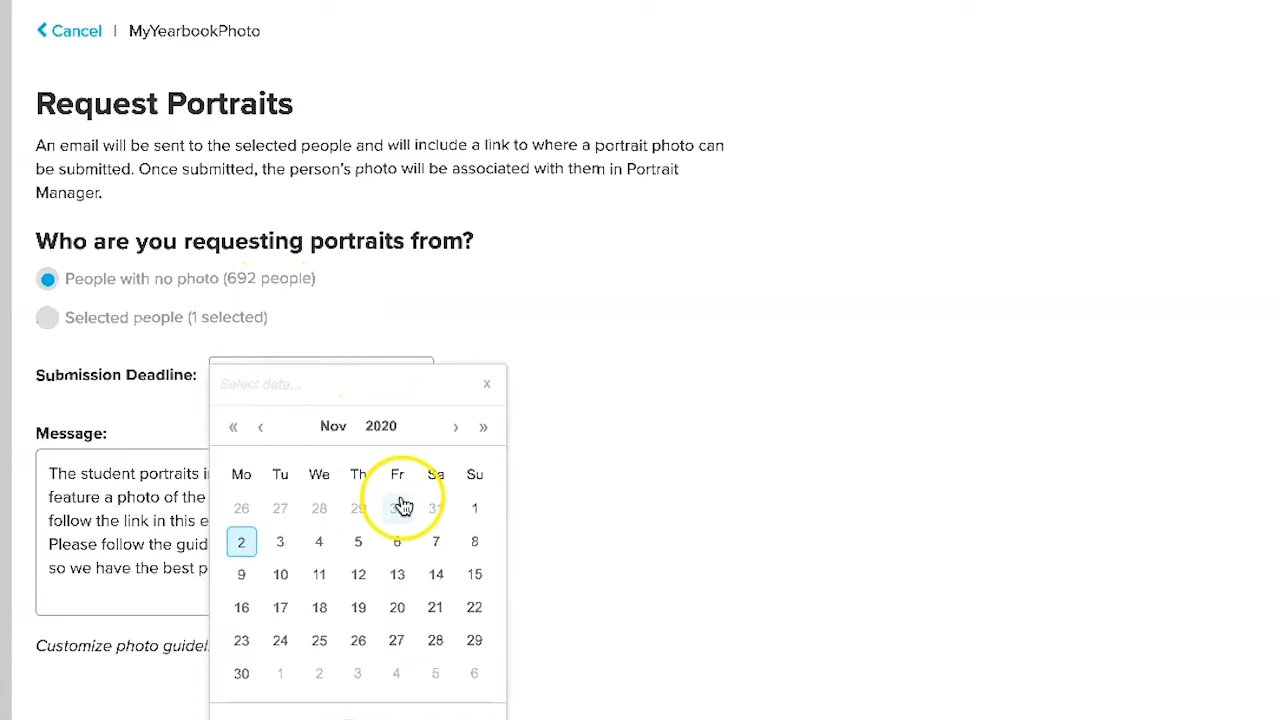 Cancel | MyYearbookPhoto
Request Portraits
An email will be sent to the selected people and will include a link to where a portrait photo can
be submitted. Once submitted, the person's photo will be associated with them in Portrait
Manager.
Who are you requesting portraits from?
People with no photo (692 people)
Selected people (1 selected)
Submission Deadline:
Select date... x
« ‹ Nov 2020 › »
Mo Tu We Th Fr Sa Su
26 27 28 29 31 1
2 3 4 5 6 7 8
9 10 11 12 13 14 15
16 17 18 19 20 21 22
23 24 25 26 27 28 29
30 1 2 3 4 5 6
Message:
The student portraits
feature a photo of the
follow the link in this
Please follow the
so we have the best
Customize photo